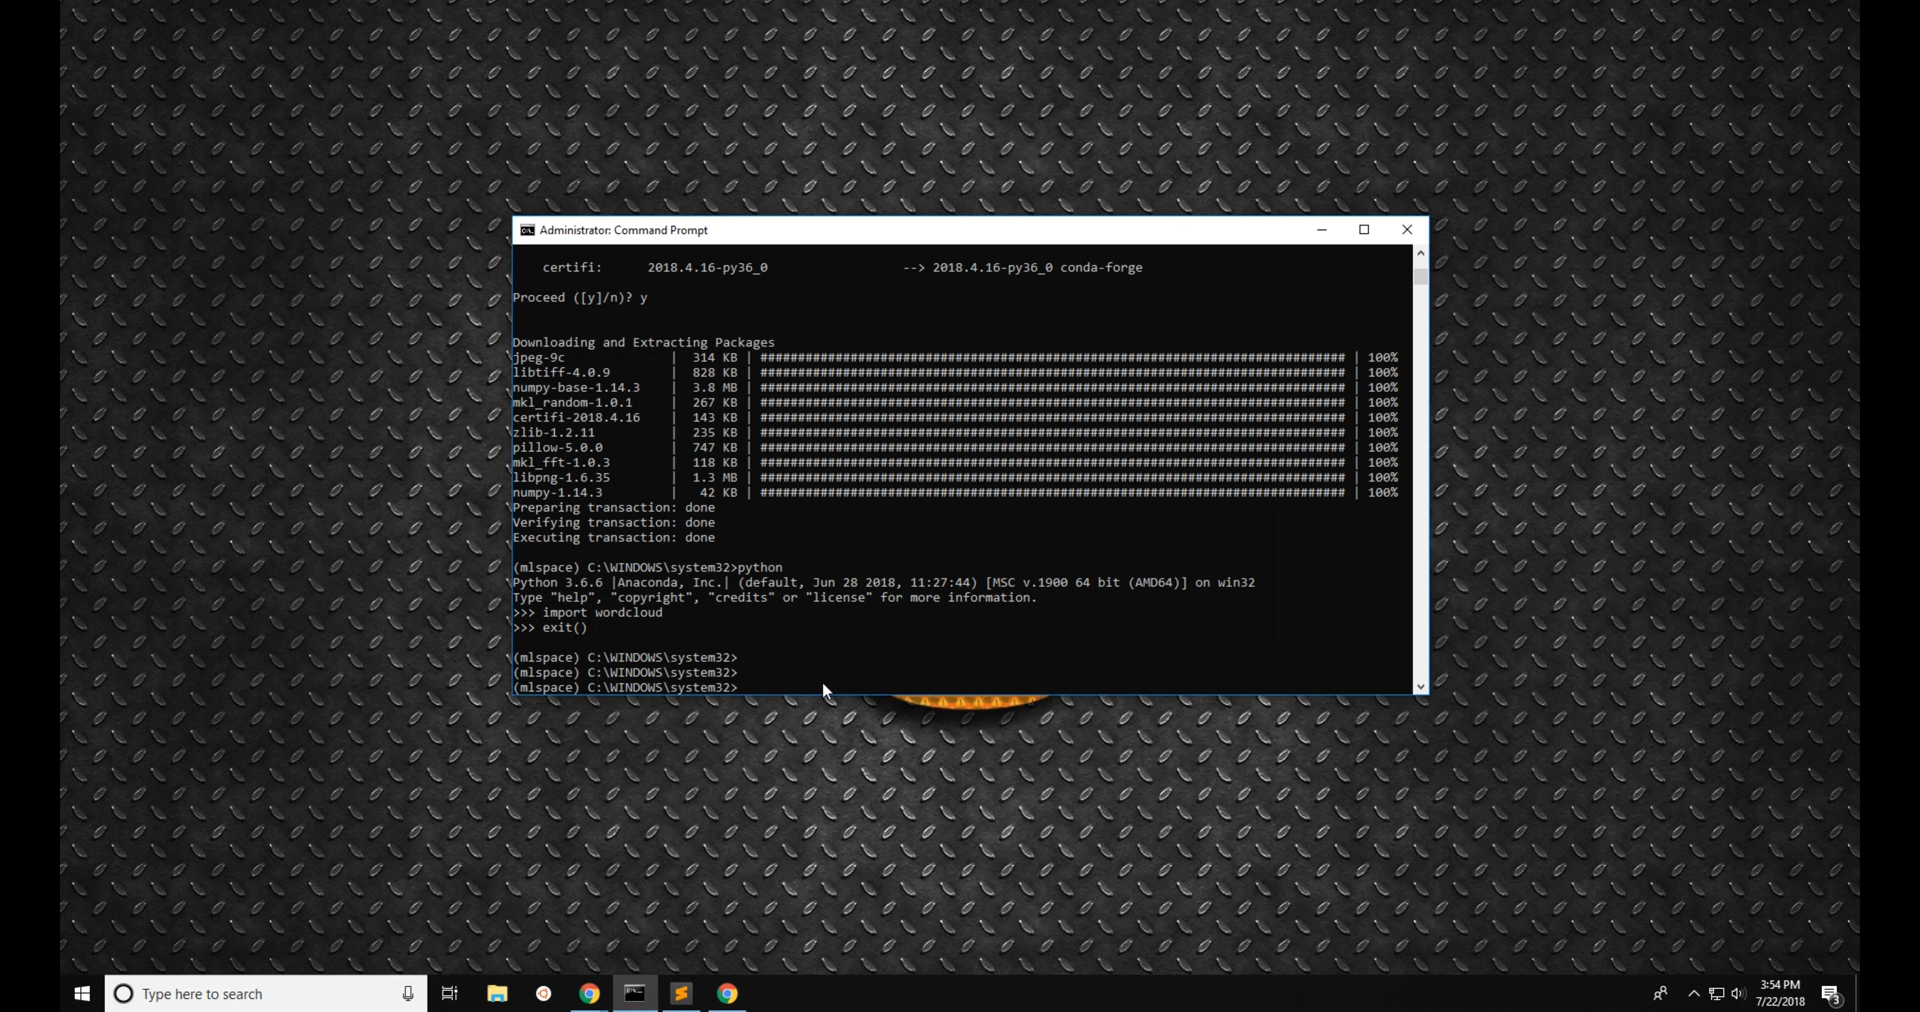 Administrator: Command Prompt
certifi: 2018.4.16-py36_0 --> 2018.4.16-py36_0 conda-forge
Proceed ([y]/n)? y
Downloading and Extracting Packages
jpeg-9c | 314 KB | ############################################################################## | 100%
libtiff-4.0.9 | 828 KB | ############################################################################## | 100%
numpy-base-1.14.3 | 3.8 MB | ############################################################################## | 100%
mkl_random-1.0.1 | 267 KB | ############################################################################## | 100%
certifi-2018.4.16 | 143 KB | ############################################################################## | 100%
zlib-1.2.11 | 235 KB | ############################################################################## | 100%
pillow-5.0.0 | 747 KB | ############################################################################## | 100%
mkl_fft-1.0.3 | 118 KB | ############################################################################## | 100%
libpng-1.6.35 | 1.3 MB | ############################################################################## | 100%
numpy-1.14.3 | 42 KB | ############################################################################## | 100%
Preparing transaction: done
Verifying transaction: done
Executing transaction: done
(mlspace) C:\WINDOWS\system32>python
Python 3.6.6 |Anaconda, Inc.| (default, Jun 28 2018, 11:27:44) [MSC v.1900 64 bit (AMD64)] on win32
Type "help", "copyright", "credits" or "license" for more information.
>>> import wordcloud
>>> exit()
(mlspace) C:\WINDOWS\system32>
(mlspace) C:\WINDOWS\system32>
(mlspace) C:\WINDOWS\system32>
Type here to search
3:54 PM
7/22/2018
3